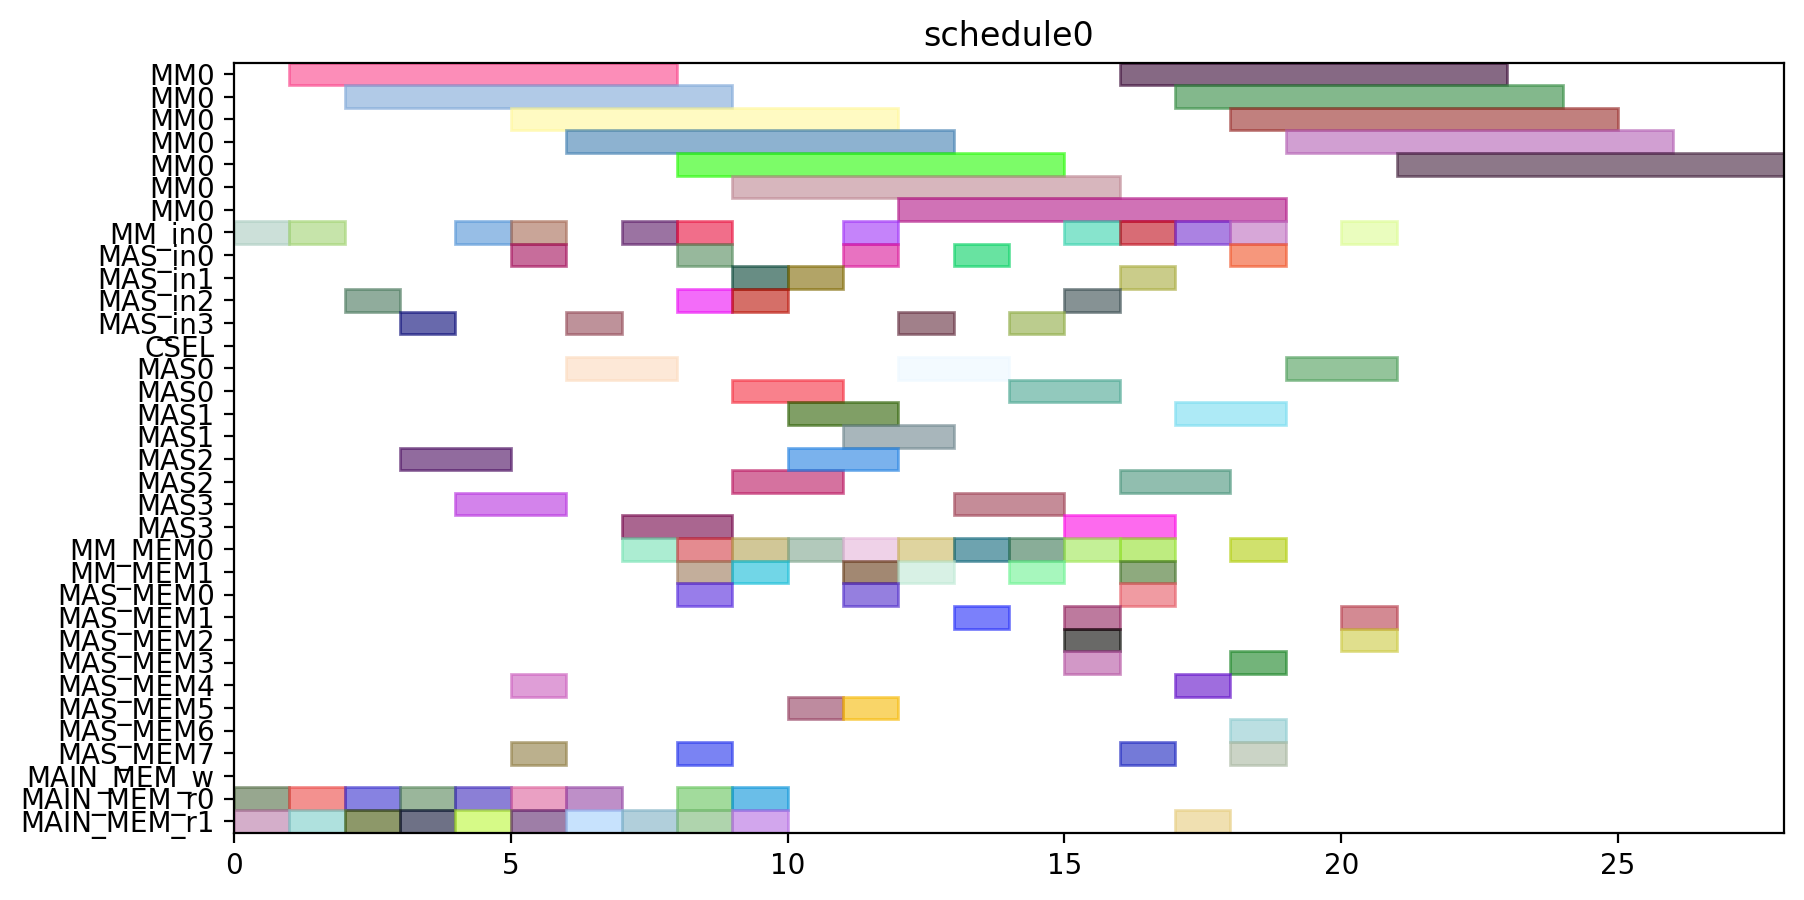 schedule0
MM0
MM0
MM0
MM0
MM0
MM0
MM0
MM_in0
MAS_in0
MAS_in1
MAS_in2
MAS_in3
CSEL
MAS0
MAS0
MAS1
MAS1
MAS2
MAS2
MAS3
MAS3
MM_MEM0
MM_MEM1
MAS_MEM0
MAS_MEM1
MAS_MEM2
MAS_MEM3
MAS_MEM4
MAS_MEM5
MAS_MEM6
MAS_MEM7
MAIN_MEM_w
MAIN_MEM_r0
MAIN_MEM_r1
0 5 10 15 20 25